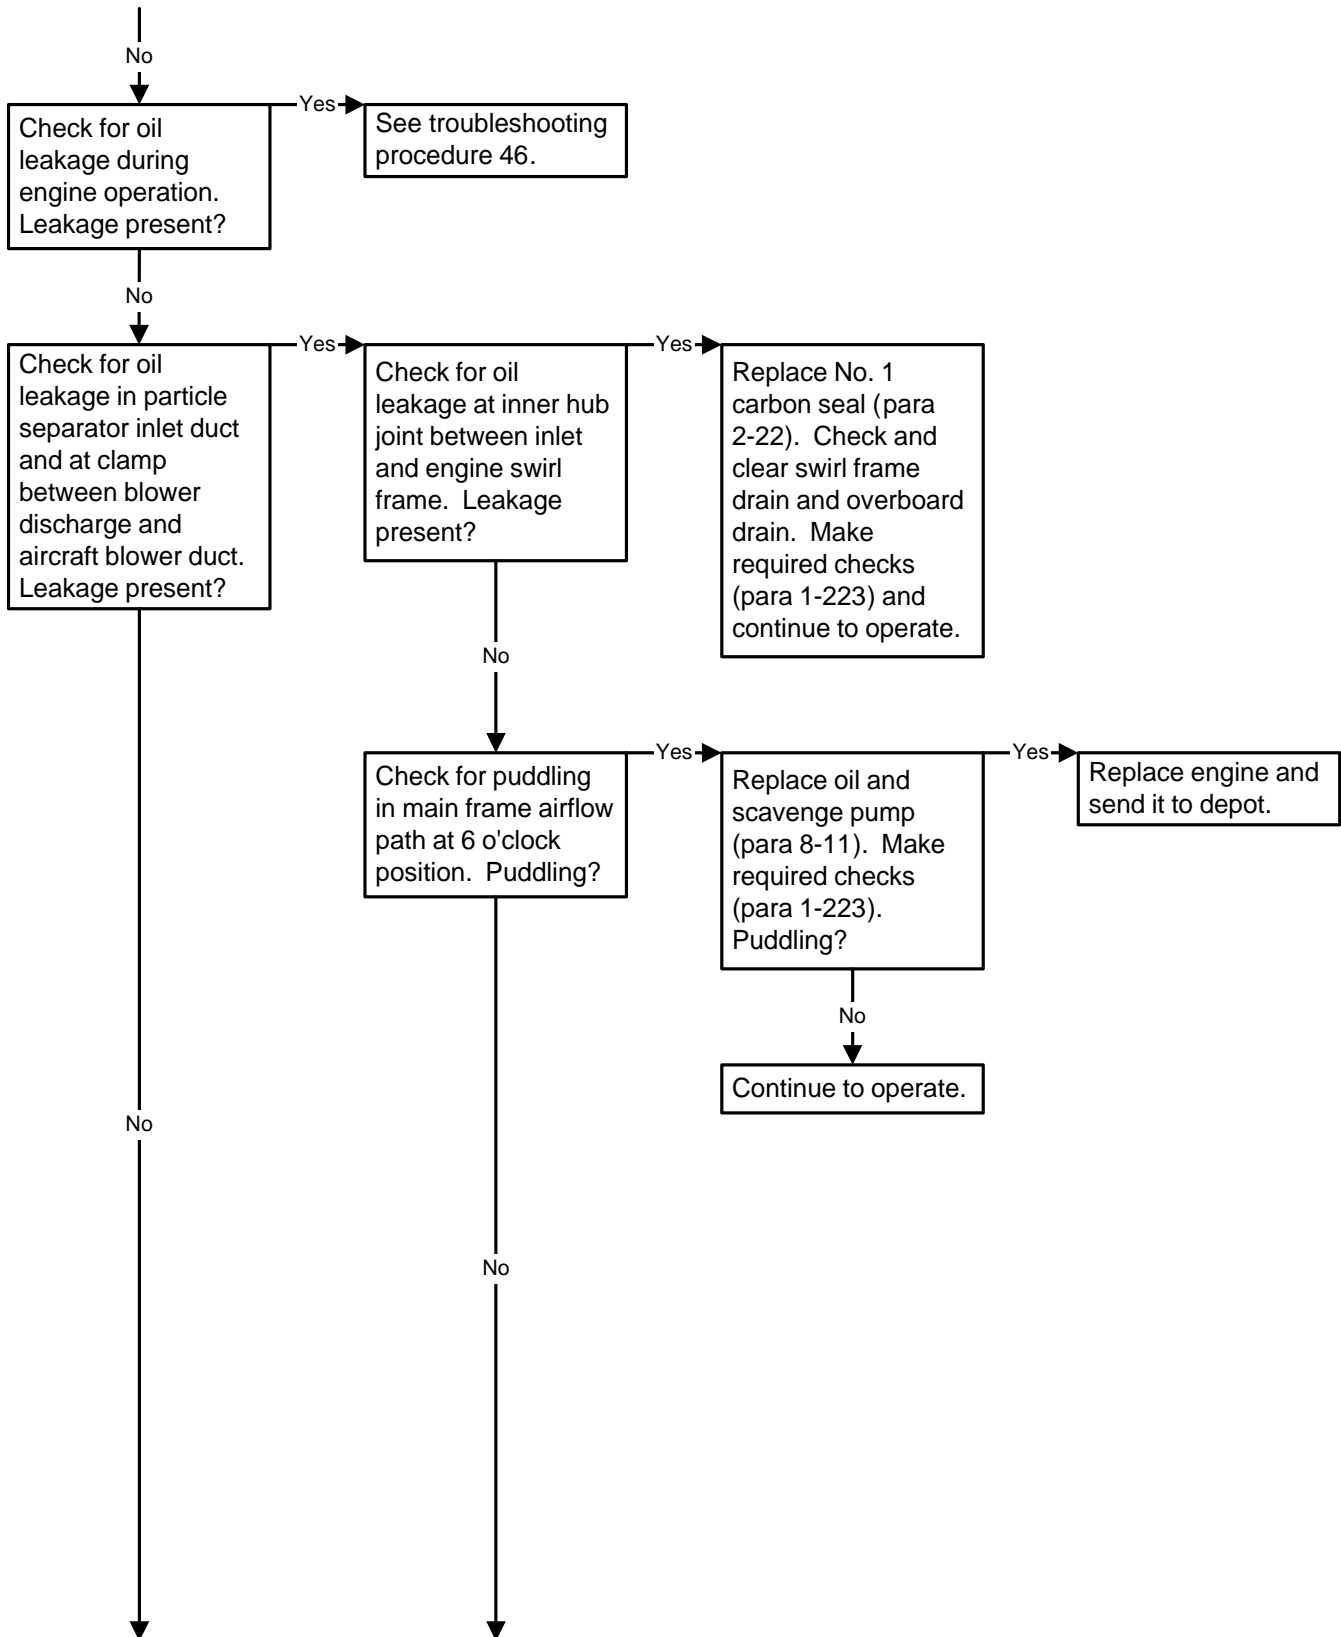 No
Check for oil
leakage during
engine operation.
Leakage present?
Yes
See troubleshooting
procedure 46.
No
Check for oil
leakage in particle
separator inlet duct
and at clamp
between blower
discharge and
aircraft blower duct.
Leakage present?
Yes
Check for oil
leakage at inner hub
joint between inlet
and engine swirl
frame.  Leakage
present?
Yes
Replace No. 1
carbon seal (para
2-22).  Check and
clear swirl frame
drain and overboard
drain.  Make
required checks
(para 1-223) and
continue to operate.
No
Check for puddling
in main frame airflow
path at 6 o'clock
position.  Puddling?
Yes
Replace oil and
scavenge pump
(para 8-11).  Make
required checks
(para 1-223).
Puddling?
Yes
Replace engine and
send it to depot.
No
Continue to operate.
No
No